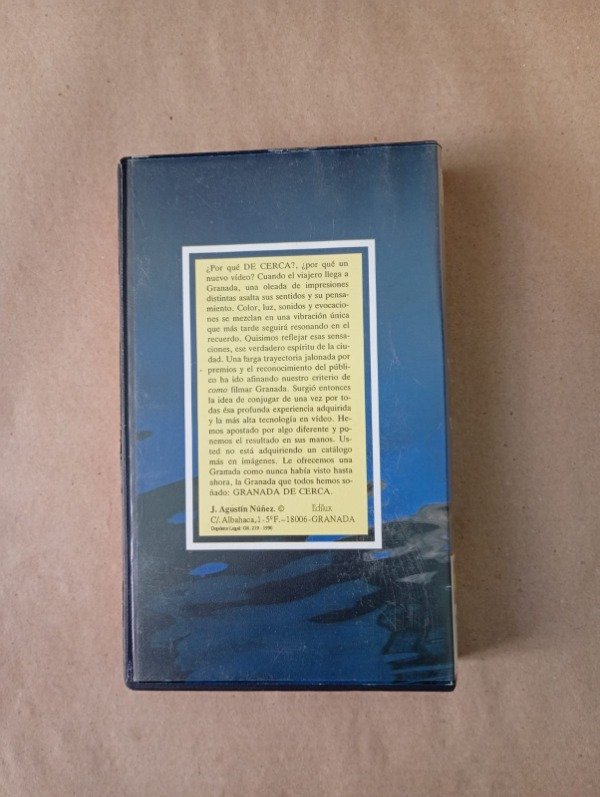 ¿Por qué DE CERCA?, ¿por qué un
nuevo vídeo? Cuando el viajero llega a
Granada, una oleada de impresiones
distintas asalta sus sentidos y su pensa-
miento. Color, luz, sonidos y evocacio-
nes se mezclan en una vibración única
que más tarde seguirá resonando en el
recuerdo. Quisimos reflejar esas sensa-
ciones, ese verdadero espíritu de la ciu-
dad. Una larga trayectoria jalonada por
premios y el reconocimiento del públi-
co ha ido afinando nuestro criterio de
como filmar Granada. Surgió entonces
la idea de conjugar de una vez por to-
das ésa profunda experiencia adquirida
y la más alta tecnología en vídeo. He-
mos apostado por algo diferente y po-
nemos el resultado en sus manos. Us-
ted no está adquiriendo un catálogo
más en imágenes. Le ofrecemos una
Granada como nunca había visto hasta
ahora, la Granada que todos hemos so-
ñado: GRANADA DE CERCA.
J. Agustín Núñez. © Edilux
C/. Albahaca,1 - 5º F.–18006-GRANADA
Depósito Legal: GR. 219 - 1990